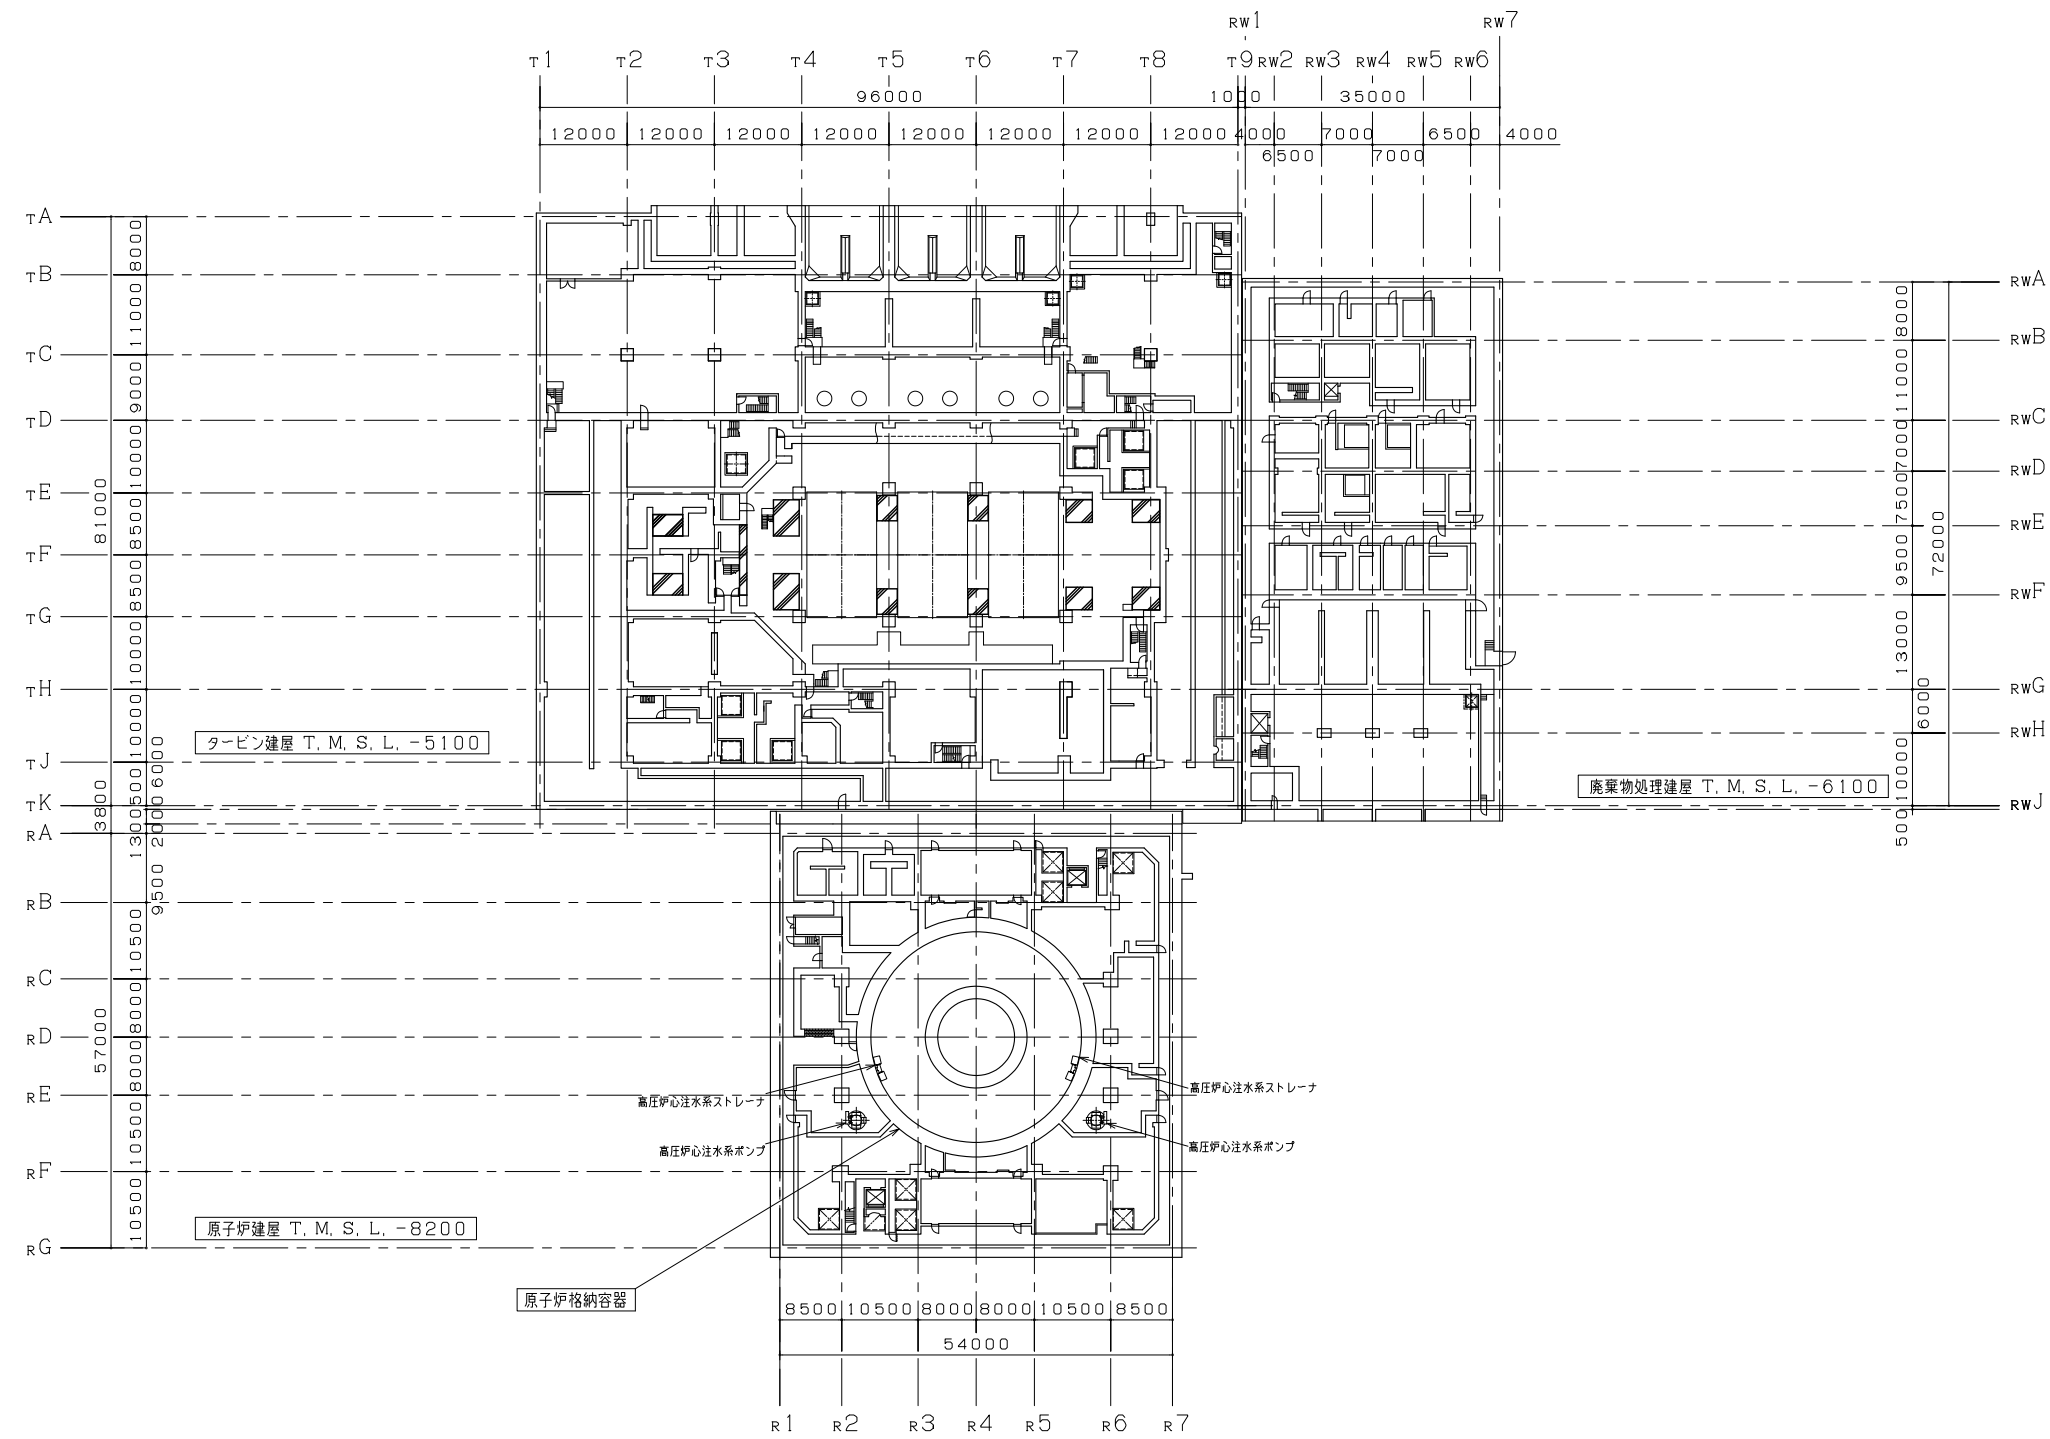 RW1 RW7
T1 T2 T3 T4 T5 T6 T7 T8 T9 RW2 RW3 RW4 RW5 RW6
96000 1000 35000
12000 12000 12000 12000 12000 12000 12000 12000 4000 7000 6500 4000
6500 7000
TA
TB
TC
TD
TE
TF
TG
TH
TJ
TK
RA
RB
RC
RD
RE
RF
RG
8000
11000
9000
10000
8500
8500
10000
10000
6000
500
1300
2000
9500
10500
8000
8000
10500
10500
81000
3800
57000
RWA
RWB
RWC
RWD
RWE
RWF
RWG
RWH
RWJ
8000
11000
7000
7500
9500
13000
6000
10000
500
72000
タービン建屋 T. M. S. L. -5100
廃棄物処理建屋 T. M. S. L. -6100
高圧炉心注水系ストレーナ
高圧炉心注水系ストレーナ
高圧炉心注水系ポンプ
高圧炉心注水系ポンプ
原子炉建屋 T. M. S. L. -8200
原子炉格納容器
8500 10500 8000 8000 10500 8500
54000
R1 R2 R3 R4 R5 R6 R7